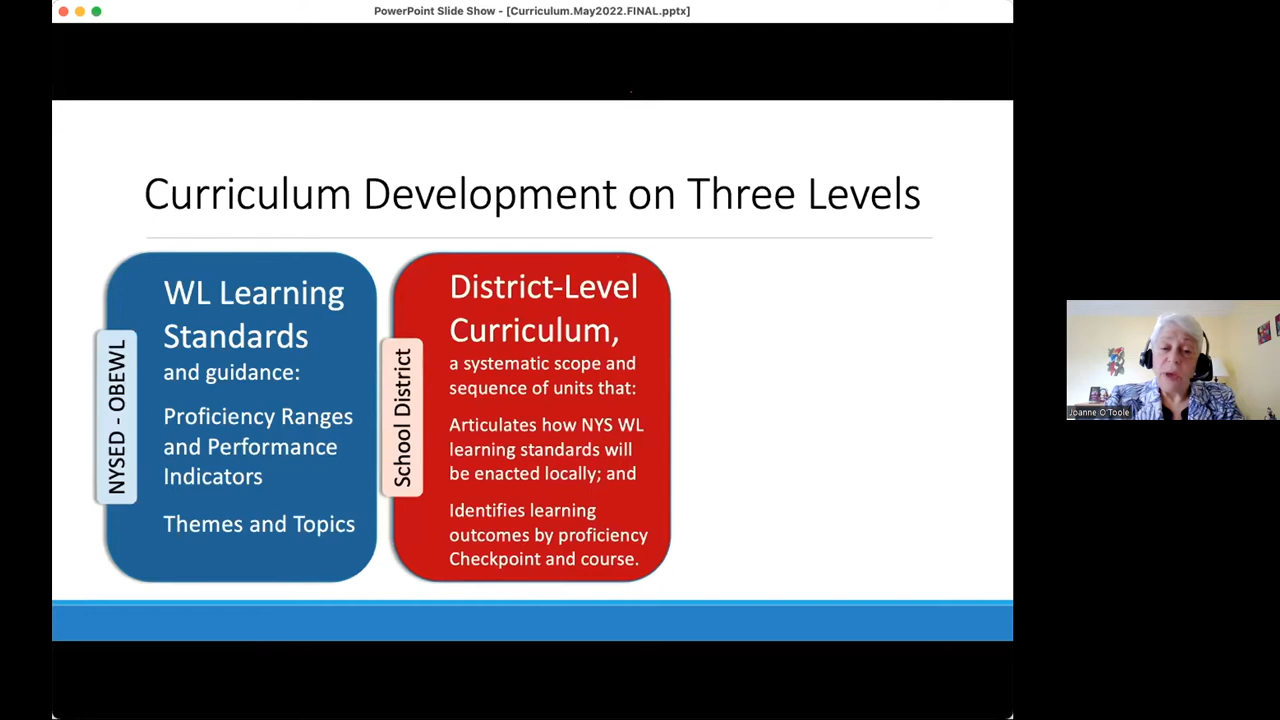 PowerPoint Slide Show - [Curriculum.May2022.FINAL.pptx]
Curriculum Development on Three Levels
NYSED - OBEWL
WL Learning
Standards
and guidance:
Proficiency Ranges
and Performance
Indicators
Themes and Topics
School District
District-Level
Curriculum,
a systematic scope and
sequence of units that:
Articulates how NYS WL
learning standards will
be enacted locally; and
Identifies learning
outcomes by proficiency
Checkpoint and course.
Joanne O'Toole